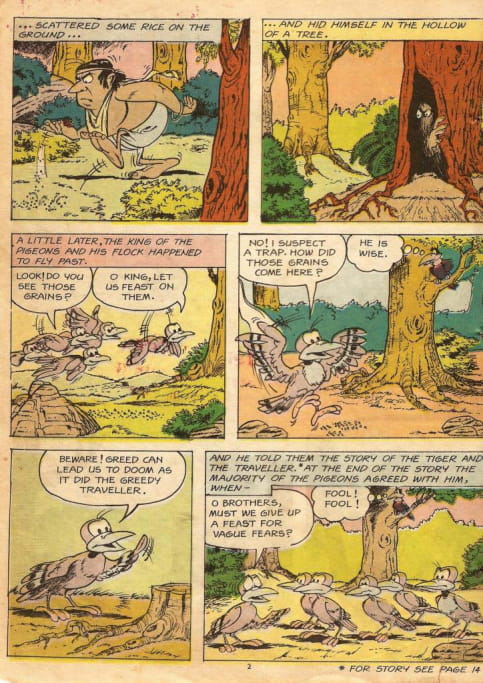 ... SCATTERED SOME RICE ON THE
GROUND ...
... AND HID HIMSELF IN THE HOLLOW
OF A TREE.
A LITTLE LATER, THE KING OF THE
PIGEONS AND HIS FLOCK HAPPENED
TO FLY PAST.
LOOK! DO YOU
SEE THOSE
GRAINS?
O KING, LET
US FEAST ON
THEM.
NO! I SUSPECT
A TRAP. HOW DID
THOSE GRAINS
COME HERE?
HE IS
WISE.
BEWARE! GREED CAN
LEAD US TO DOOM AS
IT DID THE GREEDY
TRAVELLER.
AND HE TOLD THEM THE STORY OF THE TIGER AND
THE TRAVELLER.* AT THE END OF THE STORY THE
MAJORITY OF THE PIGEONS AGREED WITH HIM,
WHEN —
O BROTHERS,
MUST WE GIVE UP
A FEAST FOR
VAGUE FEARS?
FOOL!
FOOL!
2
* FOR STORY SEE PAGE 14